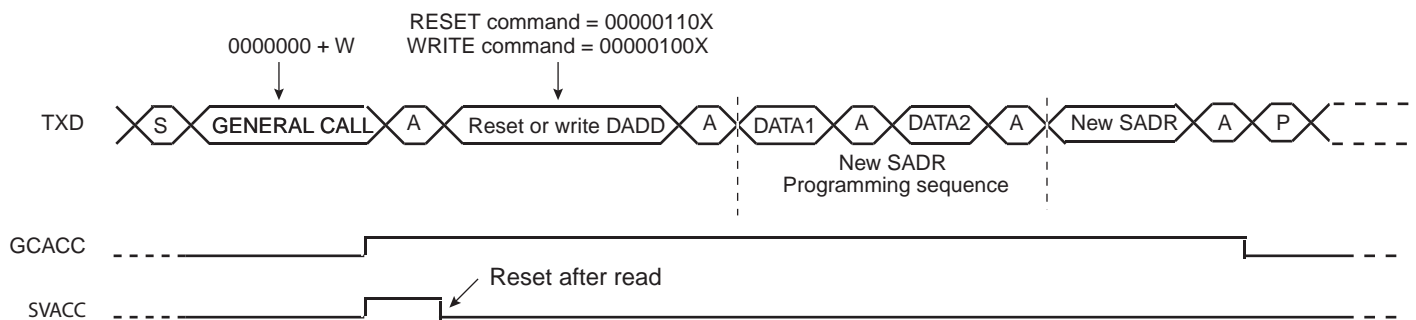 RESET command = 00000110X
0000000 + W
WRITE command = 00000100X
TXD
S
GENERAL CALL
A
Reset or write DADD
A
DATA1
A
DATA2
A
New SADR
A
P
New SADR
Programming sequence
GCACC
Reset after read
SVACC